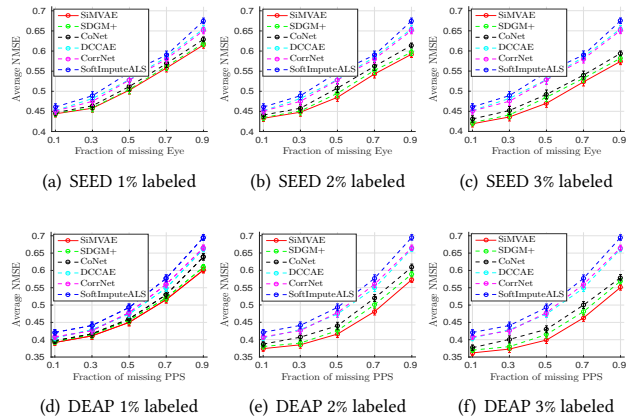 0.7
0.65
0.6
0.55
0.5
0.45
0.4
Average NMSE
SiMVAE
SDGM+
CoNet
DCCAE
CorrNet
SoftImputeALS
0.1 0.3 0.5 0.7 0.9
Fraction of missing Eye
(a) SEED 1% labeled
0.7
0.65
0.6
0.55
0.5
0.45
0.4
Average NMSE
SiMVAE
SDGM+
CoNet
DCCAE
CorrNet
SoftImputeALS
0.1 0.3 0.5 0.7 0.9
Fraction of missing Eye
(b) SEED 2% labeled
0.7
0.65
0.6
0.55
0.5
0.45
0.4
Average NMSE
SiMVAE
SDGM+
CoNet
DCCAE
CorrNet
SoftImputeALS
0.1 0.3 0.5 0.7 0.9
Fraction of missing Eye
(c) SEED 3% labeled
0.7
0.65
0.6
0.55
0.5
0.45
0.4
0.35
Average NMSE
SiMVAE
SDGM+
CoNet
DCCAE
CorrNet
SoftImputeALS
0.1 0.3 0.5 0.7 0.9
Fraction of missing PPS
(d) DEAP 1% labeled
0.7
0.65
0.6
0.55
0.5
0.45
0.4
0.35
Average NMSE
SiMVAE
SDGM+
CoNet
DCCAE
CorrNet
SoftImputeALS
0.1 0.3 0.5 0.7 0.9
Fraction of missing PPS
(e) DEAP 2% labeled
0.7
0.65
0.6
0.55
0.5
0.45
0.4
0.35
Average NMSE
SiMVAE
SDGM+
CoNet
DCCAE
CorrNet
SoftImputeALS
0.1 0.3 0.5 0.7 0.9
Fraction of missing PPS
(f) DEAP 3% labeled